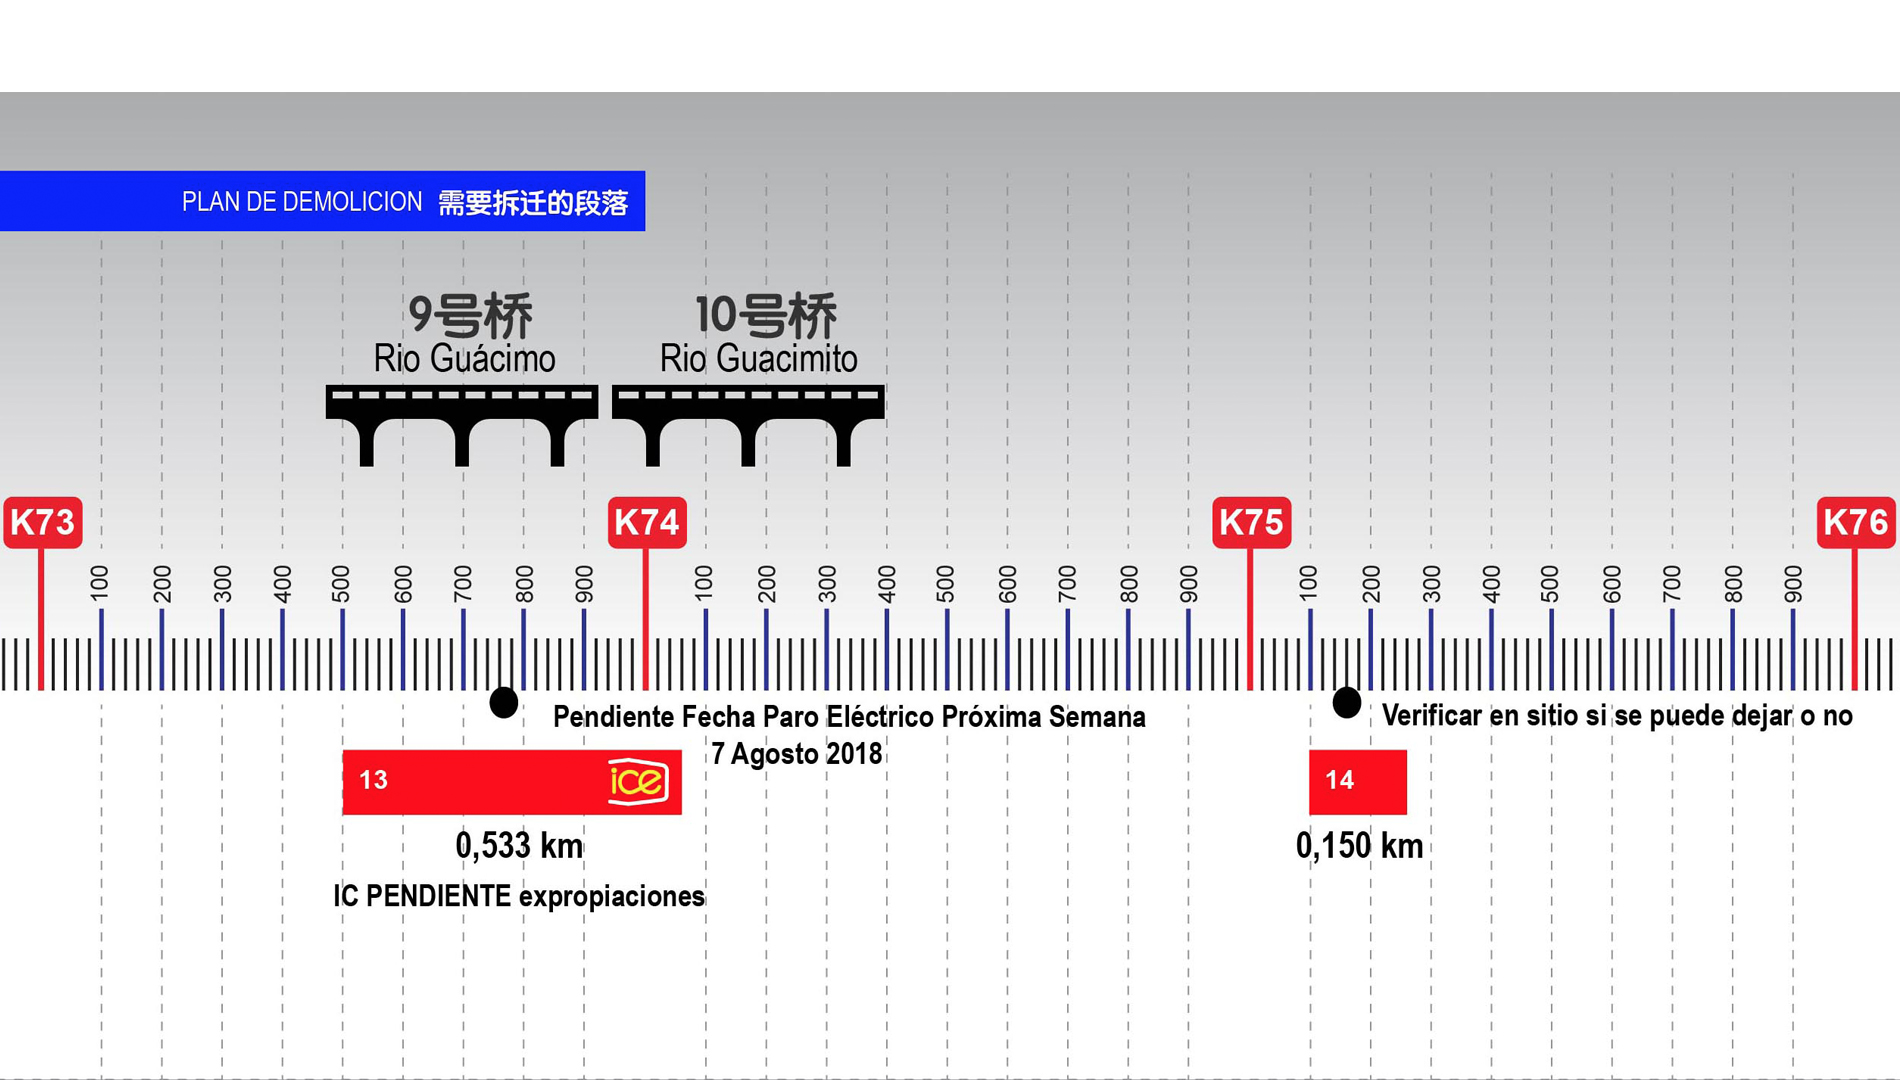 PLAN DE DEMOLICION 需要拆迁的段落
9号桥 10号桥
Rio Guácimo Rio Guacimito
K73 K74 K75 K76
100 200 300 400 500 600 700 800 900 100 200 300 400 500 600 700 800 900 100 200 300 400 500 600 700 800 900
Pendiente Fecha Paro Eléctrico Próxima Semana
7 Agosto 2018
Verificar en sitio si se puede dejar o no
13 ice
14
0,533 km
0,150 km
IC PENDIENTE expropiaciones